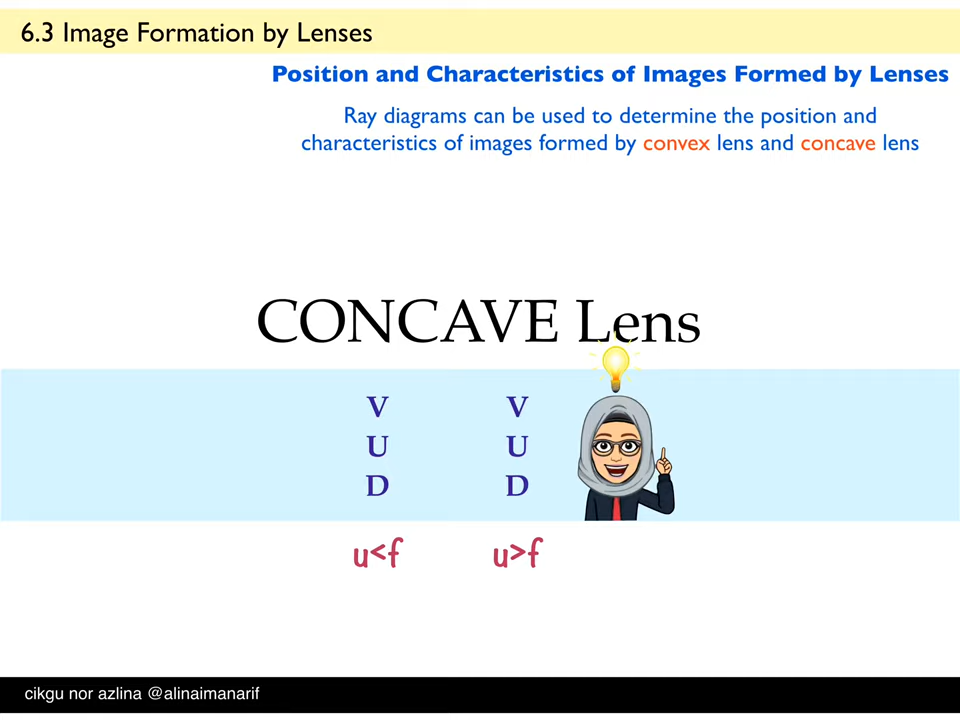 6.3 Image Formation by Lenses
Position and Characteristics of Images Formed by Lenses
Ray diagrams can be used to determine the position and
characteristics of images formed by convex lens and concave lens
CONCAVE Lens
V V
U U
D D
u<f u>f
cikgu nor azlina @alinaimanarif